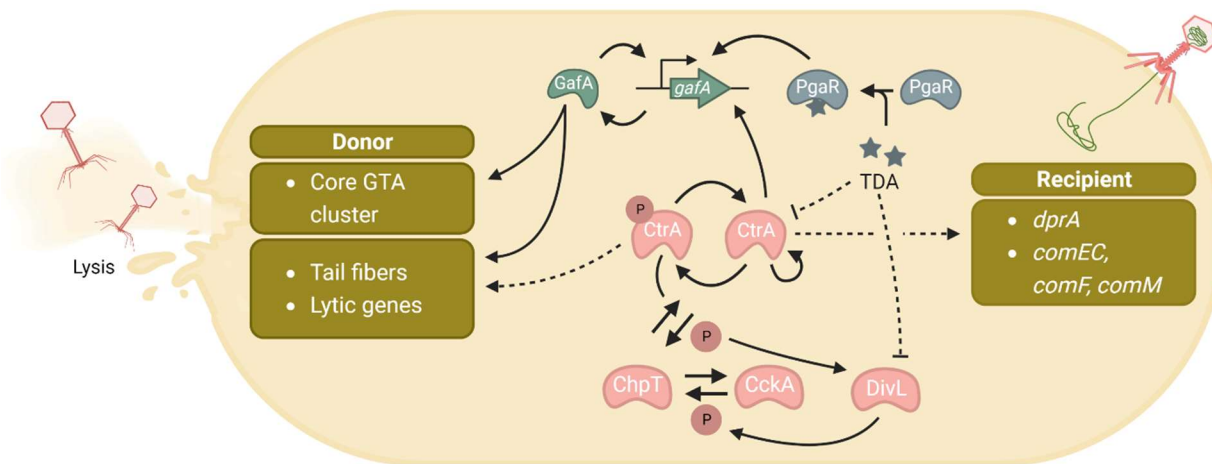 GafA
gafA
PgaR
PgaR
TDA
Donor
• Core GTA
cluster
• Tail fibers
• Lytic genes
Lysis
P
CtrA
CtrA
Recipient
• dprA
• comEC,
comF, comM
P
ChpT
CckA
DivL
P